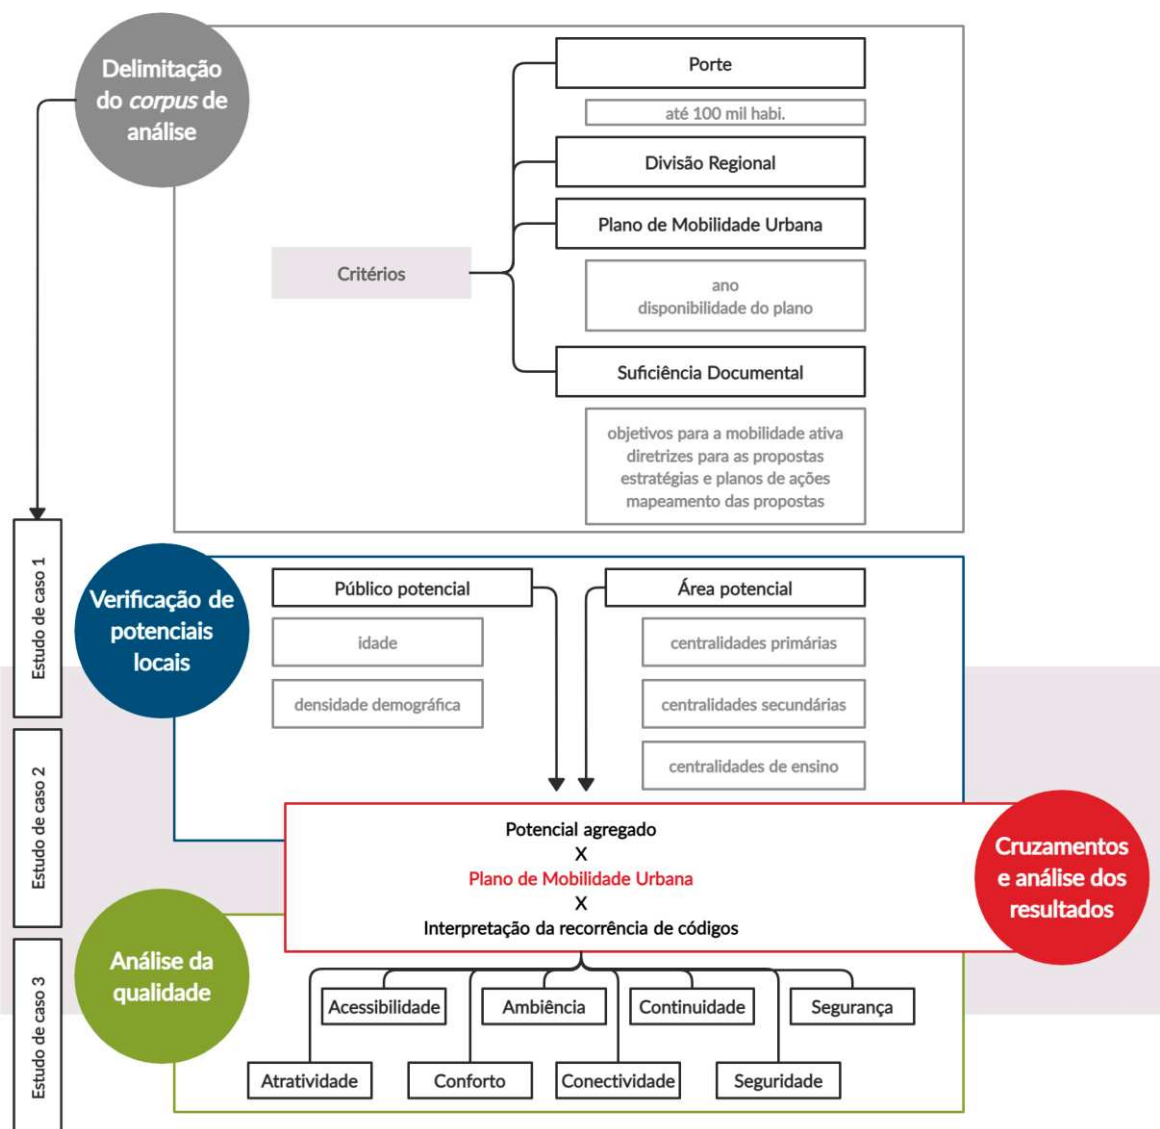 Delimitação
do corpus de
análise
Porte
até 100 mil habi.
Divisão Regional
Plano de Mobilidade Urbana
Critérios
ano
disponibilidade do plano
Suficiência Documental
objetivos para a mobilidade ativa
diretrizes para as propostas
estratégias e planos de ações
mapeamento das propostas
Estudo de caso 1
Estudo de caso 2
Estudo de caso 3
Verificação de
potenciais
locais
Público potencial
idade
densidade demográfica
Área potencial
centralidades primárias
centralidades secundárias
centralidades de ensino
Potencial agregado
X
Plano de Mobilidade Urbana
X
Interpretação da recorrência de códigos
Cruzamentos
e análise dos
resultados
Análise da
qualidade
Acessibilidade
Ambiência
Continuidade
Segurança
Atratividade
Conforto
Conectividade
Seguridade